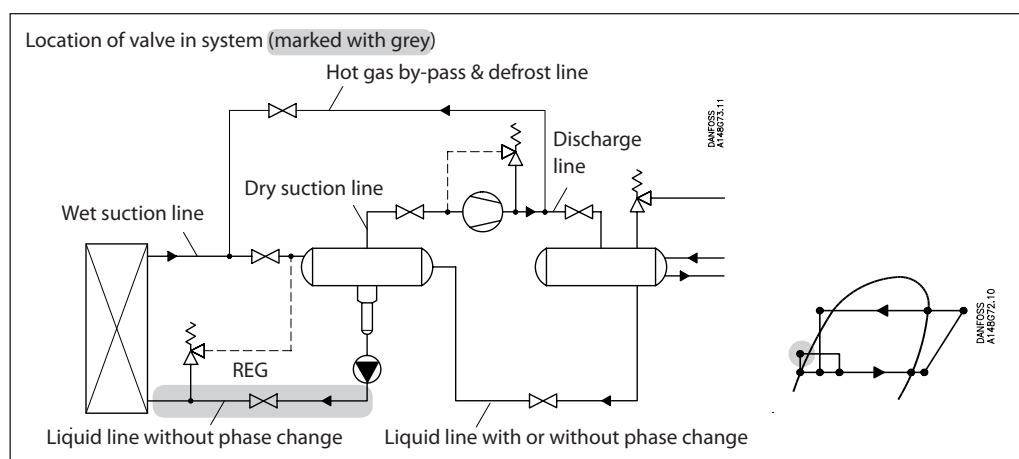 Location of valve in system (marked with grey)
Hot gas by-pass & defrost line
DANFOSS
A14BG73.11
Discharge
line
Dry suction line
Wet suction line
REG
DANFOSS
A14BG72.10
Liquid line without phase change
Liquid line with or without phase change